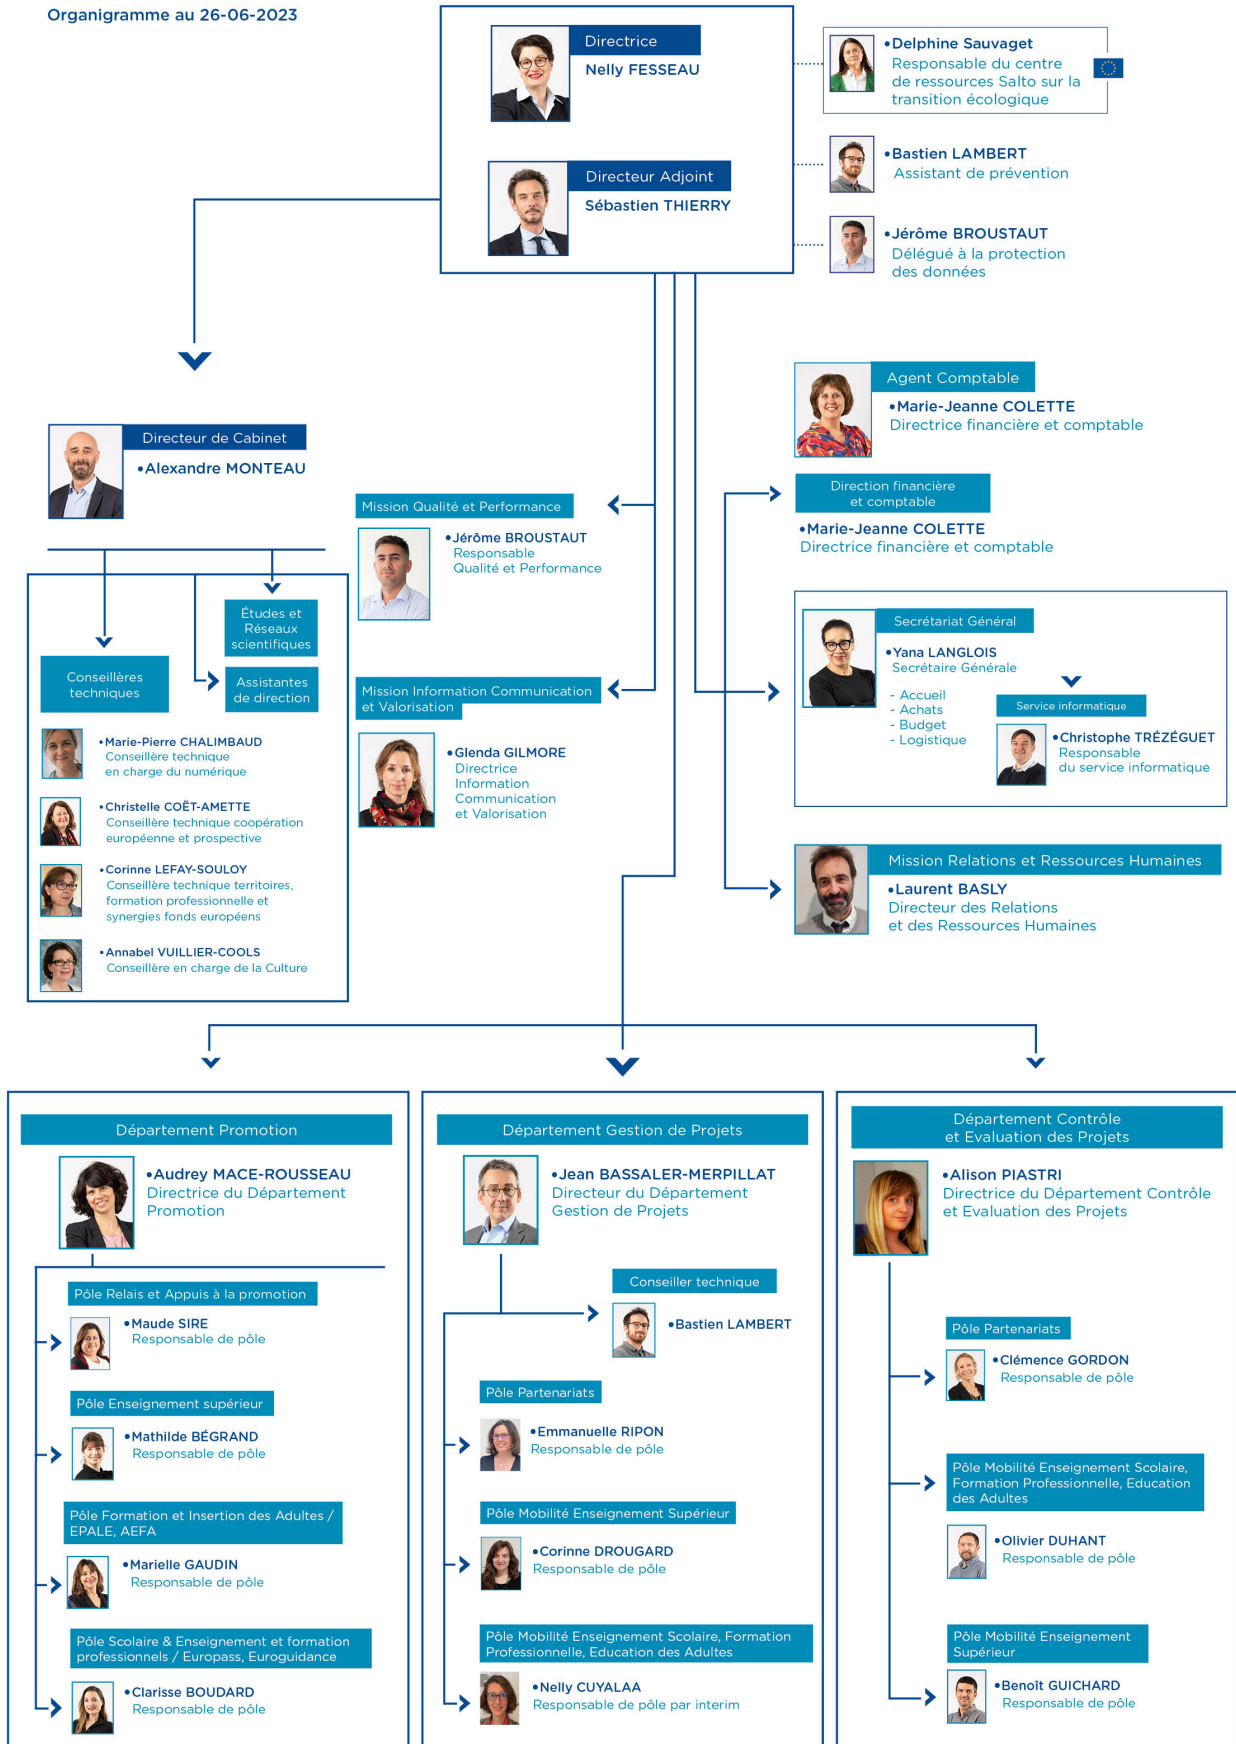 Organigramme au 26-06-2023
Directrice
Nelly FESSEAU
Directeur Adjoint
Sébastien THIERRY
•Delphine Sauvaget
Responsable du centre
de ressources Salto sur la
transition écologique
•Bastien LAMBERT
Assistant de prévention
•Jérôme BROUSTAUT
Délégué à la protection
des données
Directeur de Cabinet
•Alexandre MONTEAU
Études et
Réseaux
scientifiques
Conseillères
techniques
Assistantes
de direction
•Marie-Pierre CHALIMBAUD
Conseillère technique
en charge du numérique
•Christelle COËT-AMETTE
Conseillère technique coopération
européenne et prospective
•Corinne LEFAY-SOULOY
Conseillère technique territoires,
formation professionnelle et
synergies fonds européens
•Annabel VUILLIER-COOLS
Conseillère en charge de la Culture
Mission Qualité et Performance
•Jérôme BROUSTAUT
Responsable
Qualité et Performance
Mission Information Communication
et Valorisation
•Glenda GILMORE
Directrice
Information
Communication
et Valorisation
Agent Comptable
•Marie-Jeanne COLETTE
Directrice financière et comptable
Direction financière
et comptable
•Marie-Jeanne COLETTE
Directrice financière et comptable
Secrétariat Général
•Yana LANGLOIS
Secrétaire Générale
- Accueil
- Achats
- Budget
- Logistique
Service informatique
•Christophe TRÉZÉGUET
Responsable
du service informatique
Mission Relations et Ressources Humaines
•Laurent BASLY
Directeur des Relations
et des Ressources Humaines
Département Promotion
•Audrey MACE-ROUSSEAU
Directrice du Département
Promotion
Pôle Relais et Appuis à la promotion
•Maude SIRE
Responsable de pôle
Pôle Enseignement supérieur
•Mathilde BÉGRAND
Responsable de pôle
Pôle Formation et Insertion des Adultes /
EPALE, AEFA
•Marielle GAUDIN
Responsable de pôle
Pôle Scolaire & Enseignement et formation
professionnels / Europass, Euroguidance
•Clarisse BOUDARD
Responsable de pôle
Département Gestion de Projets
•Jean BASSALER-MERPILLAT
Directeur du Département
Gestion de Projets
Conseiller technique
•Bastien LAMBERT
Pôle Partenariats
•Emmanuelle RIPON
Responsable de pôle
Pôle Mobilité Enseignement Supérieur
•Corinne DROUGARD
Responsable de pôle
Pôle Mobilité Enseignement Scolaire, Formation
Professionnelle, Education des Adultes
•Nelly CUYALAA
Responsable de pôle par interim
Département Contrôle
et Evaluation des Projets
•Alison PIASTRI
Directrice du Département Contrôle
et Evaluation des Projets
Pôle Partenariats
•Clémence GORDON
Responsable de pôle
Pôle Mobilité Enseignement Scolaire,
Formation Professionnelle, Education
des Adultes
•Olivier DUHANT
Responsable de pôle
Pôle Mobilité Enseignement
Supérieur
•Benoît GUICHARD
Responsable de pôle